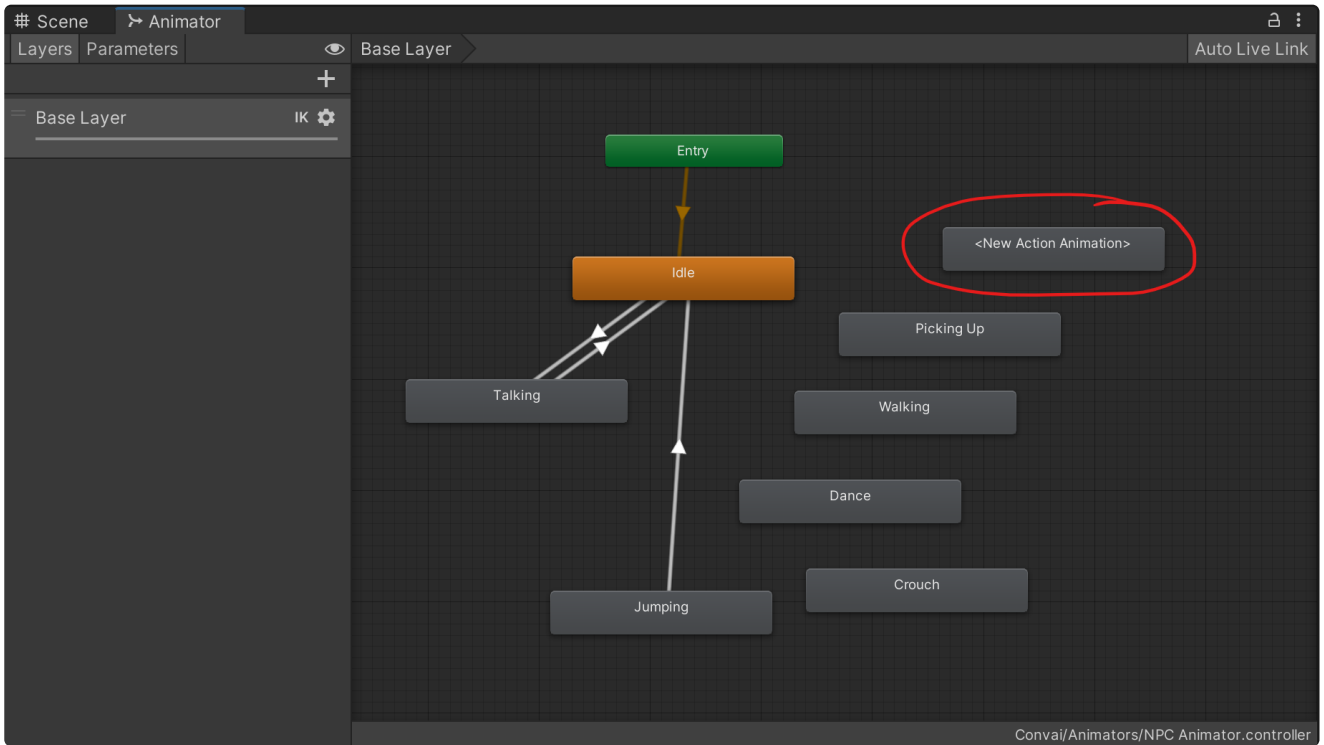 Scene
Animator
Layers
Parameters
Base Layer
Auto Live Link
Base Layer
IK
Entry
<New Action Animation>
Idle
Picking Up
Talking
Walking
Dance
Crouch
Jumping
Convai/Animators/NPC Animator.controller